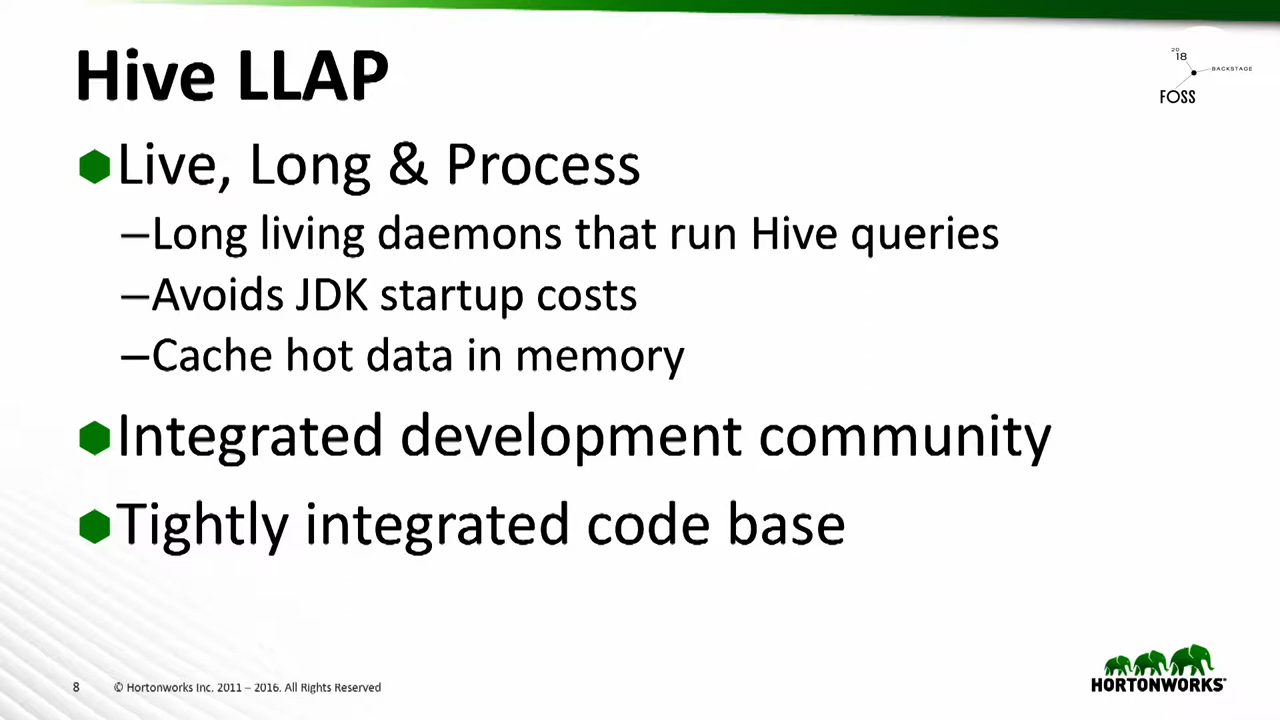 Hive LLAP
20
18
BACKSTAGE
FOSS
Live, Long & Process
–Long living daemons that run Hive queries
–Avoids JDK startup costs
–Cache hot data in memory
Integrated development community
Tightly integrated code base
8 © Hortonworks Inc. 2011 – 2016. All Rights Reserved
HORTONWORKS